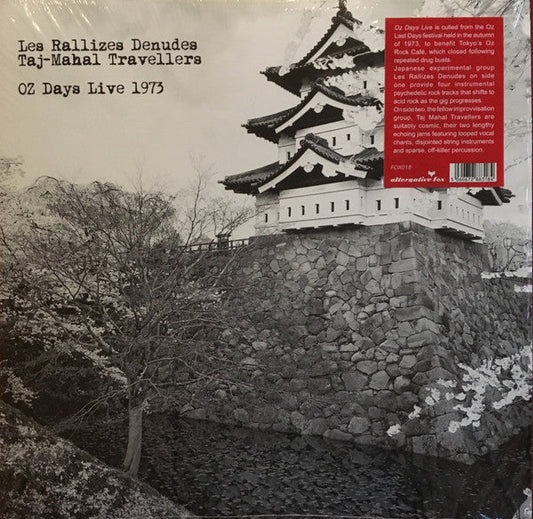 Les Rallizes Denudes
Taj-Mahal Travellers
OZ Days Live 1973
Oz Days Live is culled from the Oz
Last Days festival held in the autumn
of 1973, to benefit Tokyo's Oz
Rock Café, which closed following
repeated drug busts.
Japanese experimental group
Les Rallizes Denudes on side
one provide four instrumental
psychedelic rock tracks that shifts to
acid rock as the gig progresses.
On side two, the fellow improvisation
group, Taj Mahal Travellers are
suitably cosmic, their two lengthy
echoing jams featuring looped vocal
chants, disjointed string instruments
and sparse, off-killer percussion.
FOX018
alternative fox